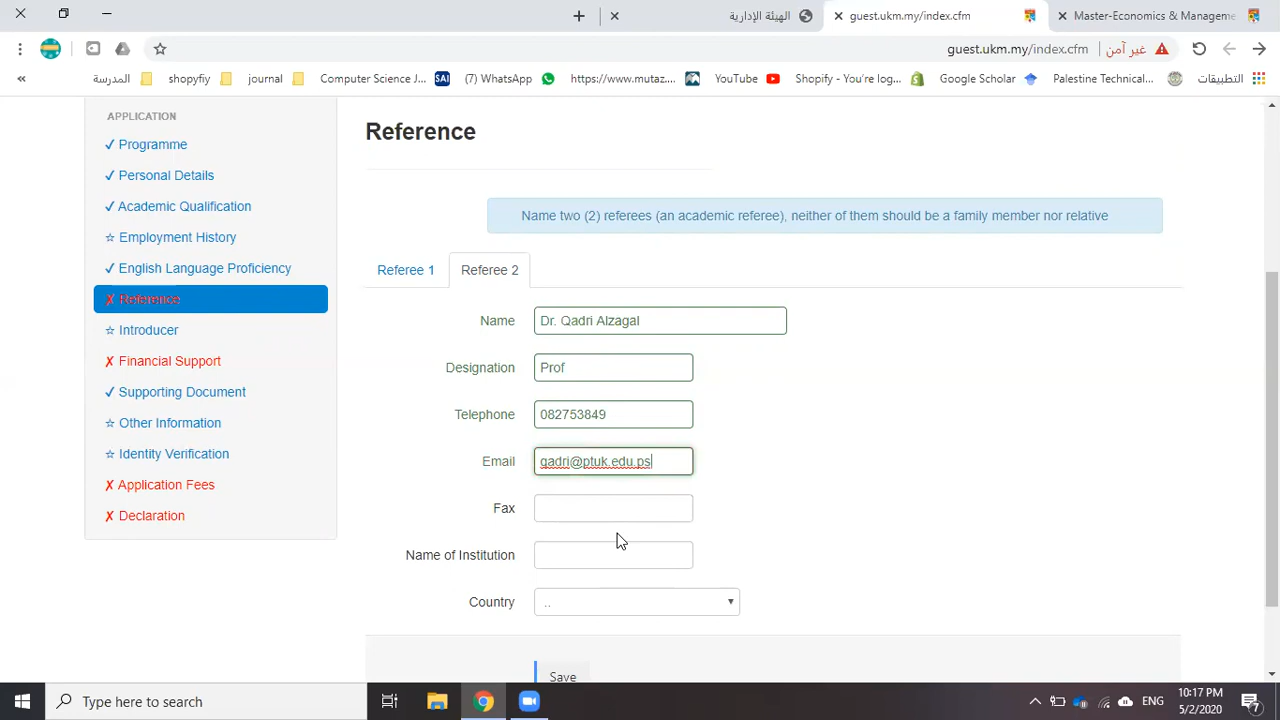 الهيئة الإدارية
guest.ukm.my/index.cfm
Master-Economics & Manageme
guest.ukm.my/index.cfm
غير آمن
المدرسة
shopyfiy
journal
Computer Science J...
SAI
(7) WhatsApp
https://www.mutaz....
YouTube
Shopify - You're log...
Google Scholar
Palestine Technical...
التطبيقات
APPLICATION
✓ Programme
✓ Personal Details
✓ Academic Qualification
☆ Employment History
✓ English Language Proficiency
✗ Reference
☆ Introducer
✗ Financial Support
✓ Supporting Document
☆ Other Information
☆ Identity Verification
✗ Application Fees
✗ Declaration
Reference
Name two (2) referees (an academic referee), neither of them should be a family member nor relative
Referee 1
Referee 2
Name
Dr. Qadri Alzagal
Designation
Prof
Telephone
082753849
Email
qadri@ptuk.edu.ps
Fax
Name of Institution
Country
..
Save
Type here to search
ENG
10:17 PM
5/2/2020
7